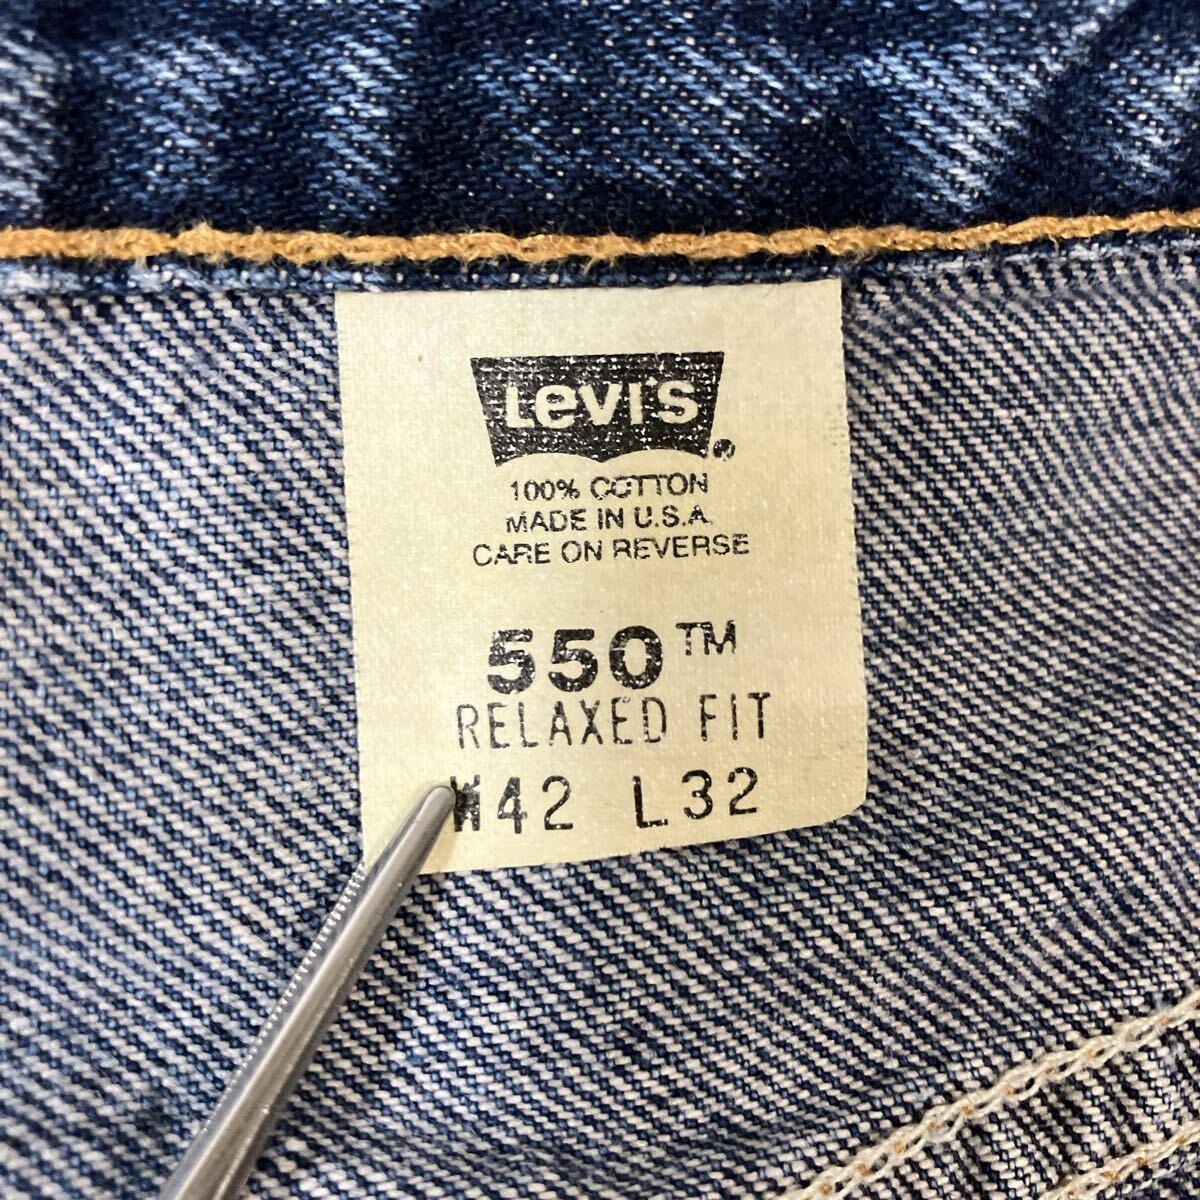 Levi's ®
100% COTTON
MADE IN U.S.A.
CARE ON REVERSE
550™
RELAXED FIT
W42 L32